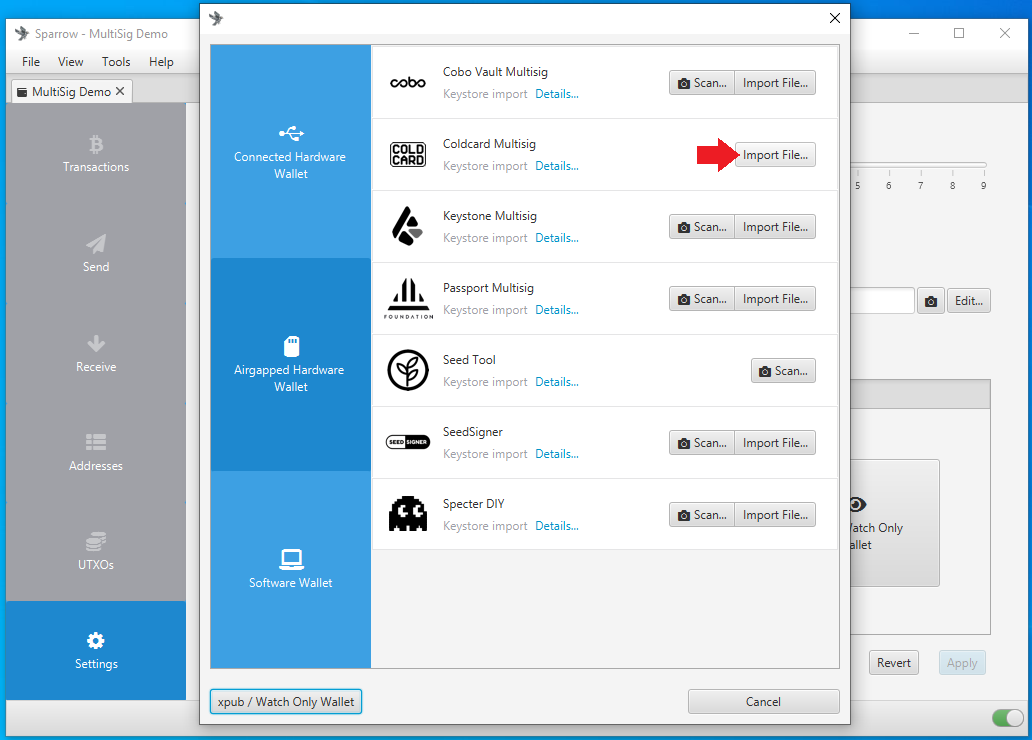 Sparrow - MultiSig Demo
File View Tools Help
MultiSig Demo
Transactions
Send
Receive
Addresses
UTXOs
Settings
Connected Hardware
Wallet
Airgapped Hardware
Wallet
Software Wallet
cobo
Cobo Vault Multisig
Keystore import Details...
Scan... Import File...
COLD
CARD
Coldcard Multisig
Keystore import Details...
Import File...
Keystone Multisig
Keystore import Details...
Scan... Import File...
FOUNDATION
Passport Multisig
Keystore import Details...
Scan... Import File...
Seed Tool
Keystore import Details...
Scan...
SEED SIGNER
SeedSigner
Keystore import Details...
Scan... Import File...
Specter DIY
Keystore import Details...
Scan... Import File...
xpub / Watch Only Wallet
Cancel
5 6 7 8 9
Edit...
atch Only
allet
Revert
Apply